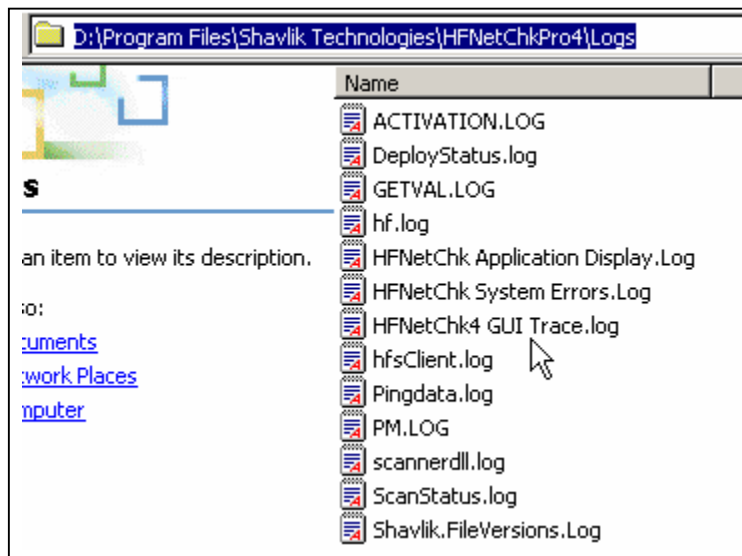 D:\Program Files\Shavlik Technologies\HFNetChkPro4\Logs
Name
ACTIVATION.LOG
DeployStatus.log
GETVAL.LOG
hf.log
HFNetChk Application Display.Log
HFNetChk System Errors.Log
HFNetChk4 GUI Trace.log
hfsClient.log
Pingdata.log
PM.LOG
scannerdll.log
ScanStatus.log
Shavlik.FileVersions.Log
s
an item to view its description.
so:
cuments
twork Places
mputer